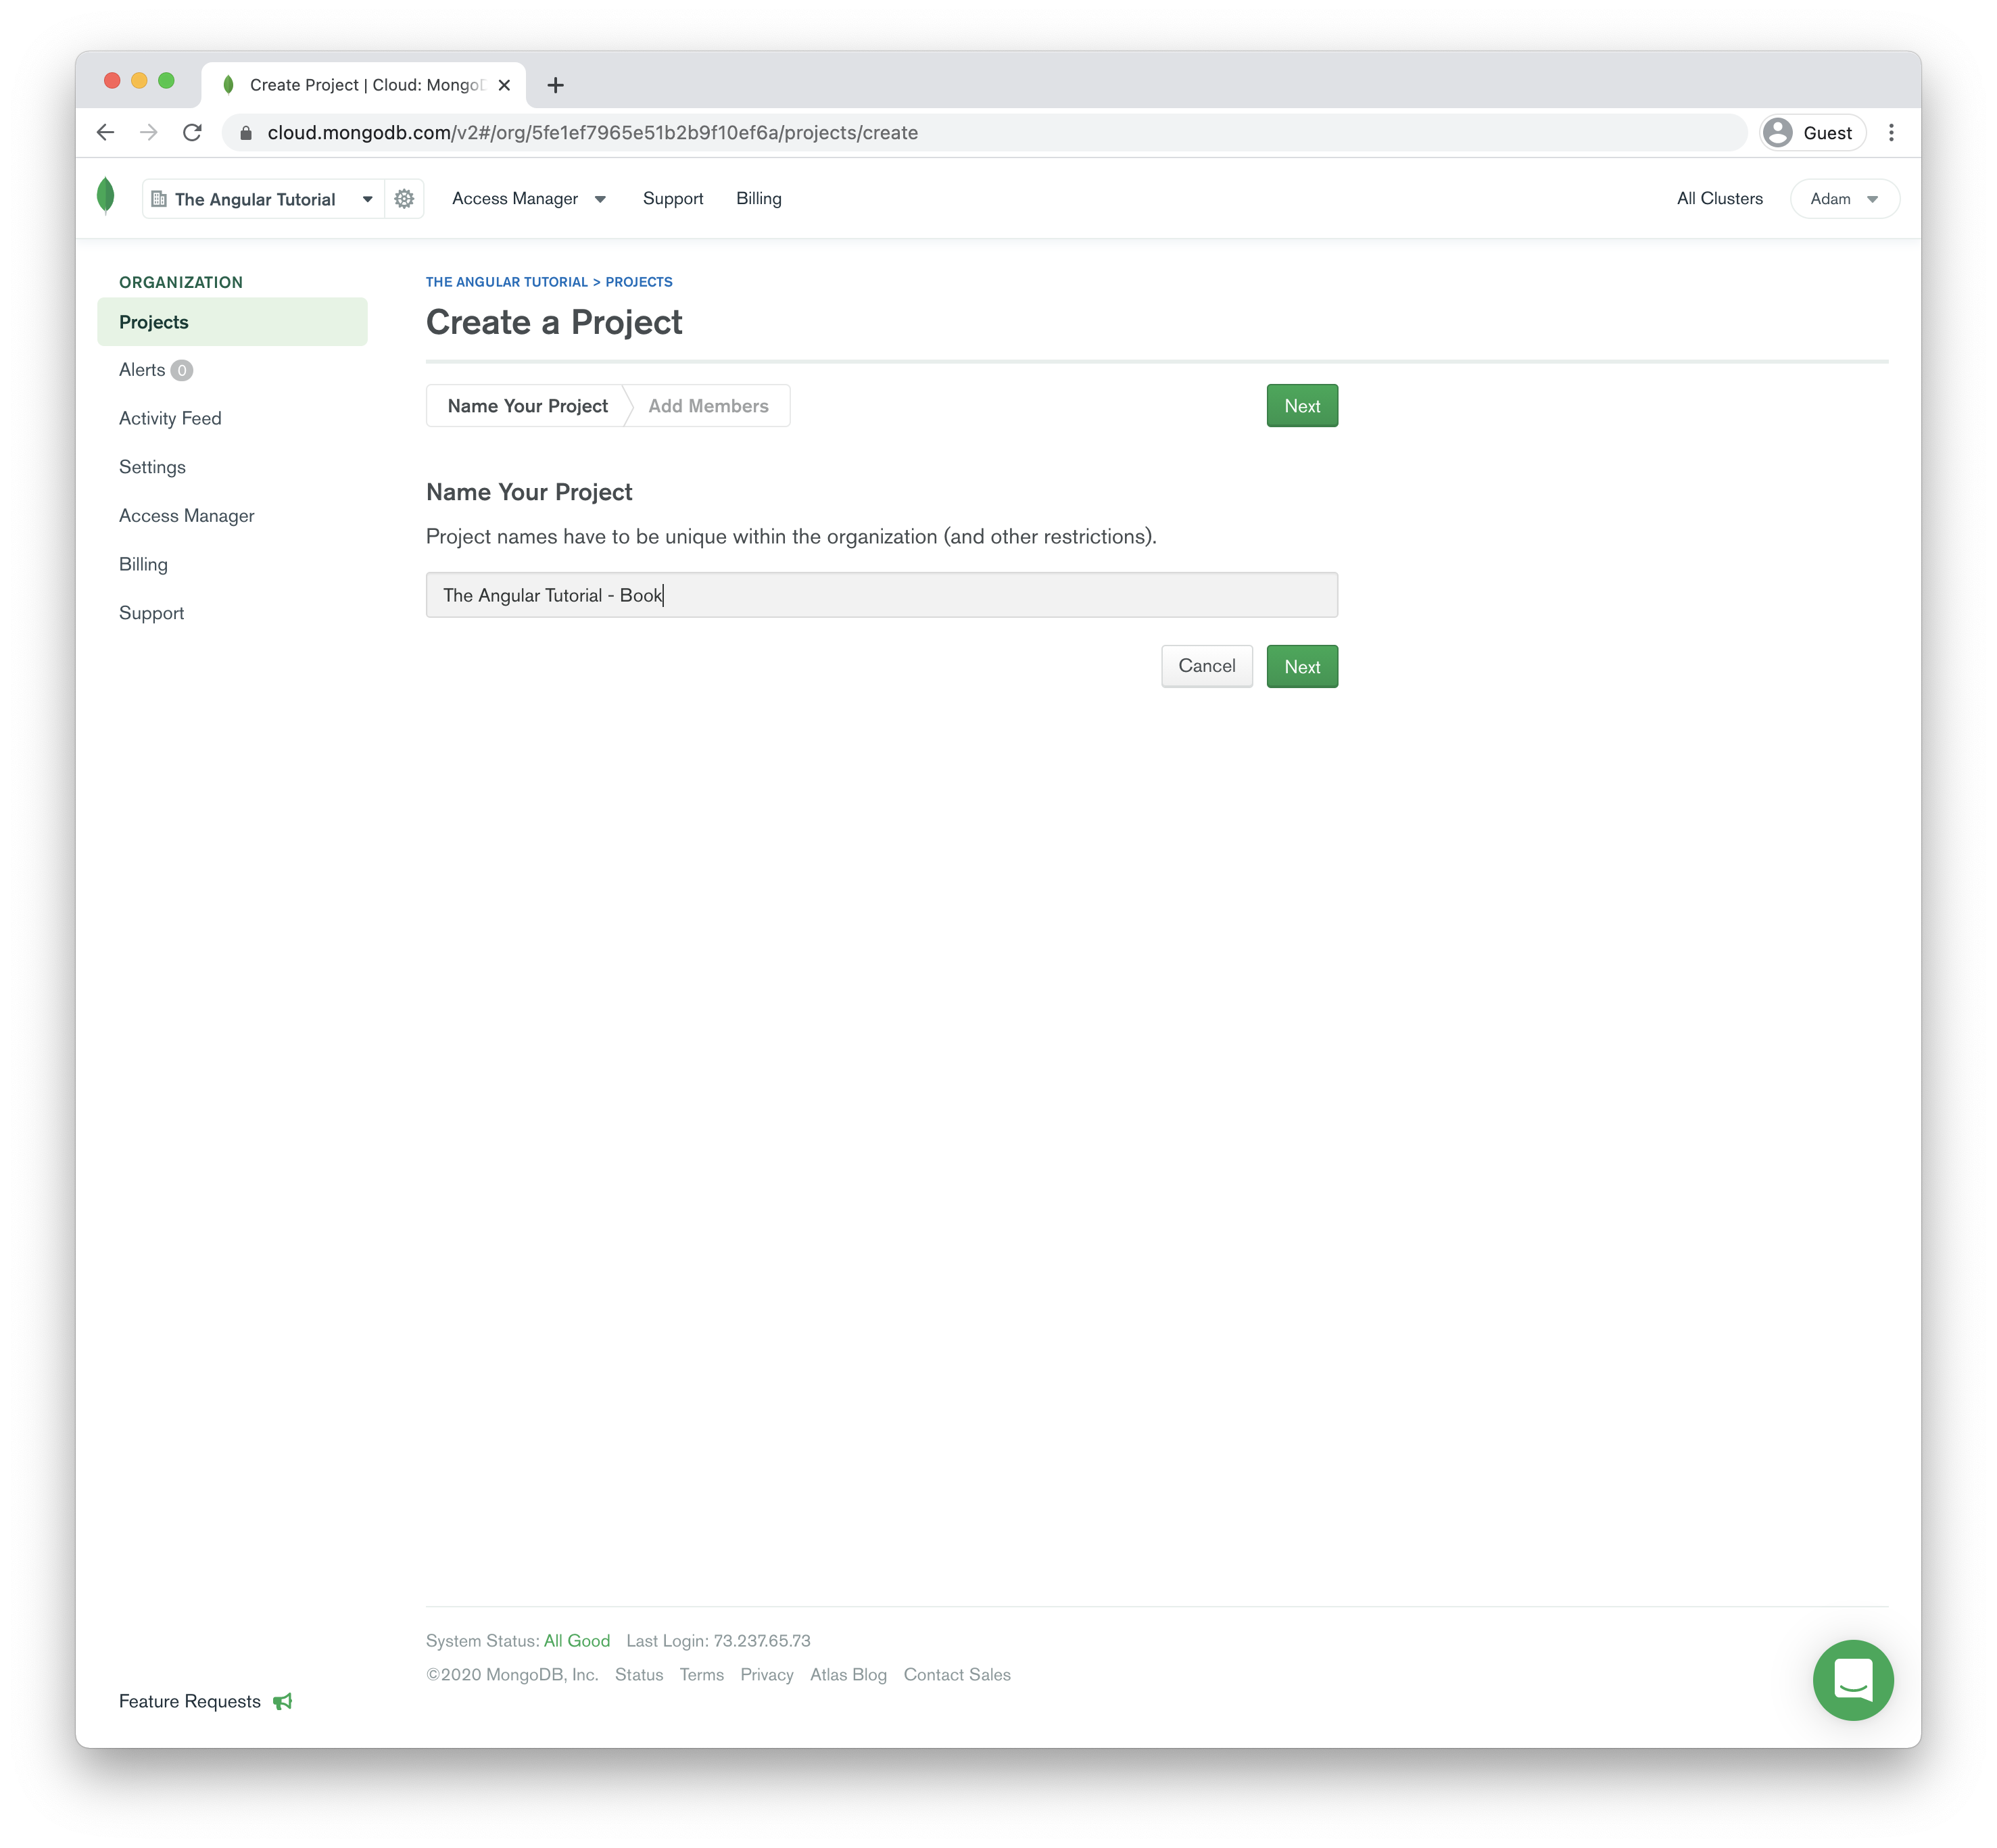 Create Project | Cloud: Mongo
cloud.mongodb.com/v2#/org/5fe1ef7965e51b2b9f10ef6a/projects/create
Guest
The Angular Tutorial
Access Manager
Support
Billing
All Clusters
Adam
ORGANIZATION
Projects
Alerts 0
Activity Feed
Settings
Access Manager
Billing
Support
THE ANGULAR TUTORIAL > PROJECTS
Create a Project
Name Your Project
Add Members
Next
Name Your Project
Project names have to be unique within the organization (and other restrictions).
The Angular Tutorial - Book
Cancel
Next
System Status: All Good Last Login: 73.237.65.73
©2020 MongoDB, Inc. Status Terms Privacy Atlas Blog Contact Sales
Feature Requests